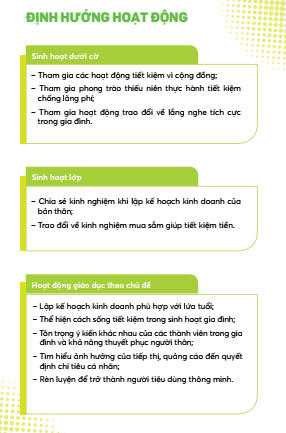 ĐỊNH HƯỚNG HOẠT ĐỘNG
Sinh hoạt dưới cờ
– Tham gia các hoạt động tiết kiệm vì cộng đồng;
– Tham gia phong trào thiếu niên thực hành tiết kiệm
chống lãng phí;
– Tham gia hoạt động trao đổi về lắng nghe tích cực
trong gia đình.
Sinh hoạt lớp
– Chia sẻ kinh nghiệm khi lập kế hoạch kinh doanh của
bản thân;
– Trao đổi về kinh nghiệm mua sắm giúp tiết kiệm tiền.
Hoạt động giáo dục theo chủ đề
– Lập kế hoạch kinh doanh phù hợp với lứa tuổi;
– Thể hiện cách sống tiết kiệm trong sinh hoạt gia đình;
– Tôn trọng ý kiến khác nhau của các thành viên trong gia
đình và khả năng thuyết phục người thân;
– Tìm hiểu ảnh hưởng của tiếp thị, quảng cáo đến quyết
định chi tiêu cá nhân;
– Rèn luyện để trở thành người tiêu dùng thông minh.